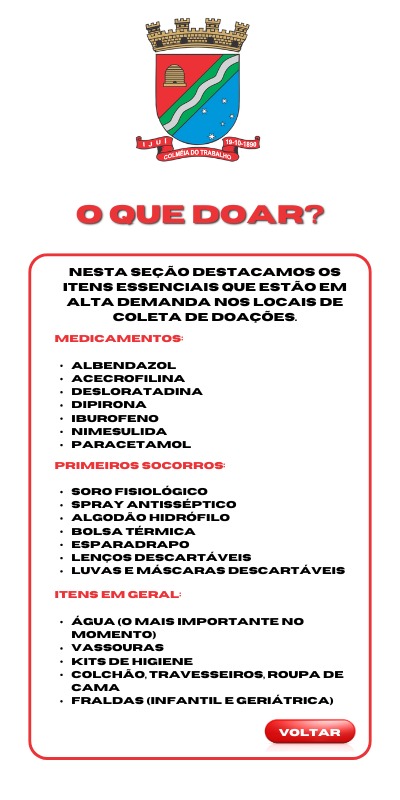 IJUÍ
19-10-1890
COLMÉIA DO TRABALHO
O QUE DOAR?
NESTA SEÇÃO DESTACAMOS OS
ITENS ESSENCIAIS QUE ESTÃO EM
ALTA DEMANDA NOS LOCAIS DE
COLETA DE DOAÇÕES.
MEDICAMENTOS:
• ALBENDAZOL
• ACECROFILINA
• DESLORATADINA
• DIPIRONA
• IBUROFENO
• NIMESULIDA
• PARACETAMOL
PRIMEIROS SOCORROS:
• SORO FISIOLÓGICO
• SPRAY ANTISSÉPTICO
• ALGODÃO HIDRÓFILO
• BOLSA TÉRMICA
• ESPARADRAPO
• LENÇOS DESCARTÁVEIS
• LUVAS E MÁSCARAS DESCARTÁVEIS
ITENS EM GERAL:
• ÁGUA (O MAIS IMPORTANTE NO
MOMENTO)
• VASSOURAS
• KITS DE HIGIENE
• COLCHÃO, TRAVESSEIROS, ROUPA DE
CAMA
• FRALDAS (INFANTIL E GERIÁTRICA)
VOLTAR